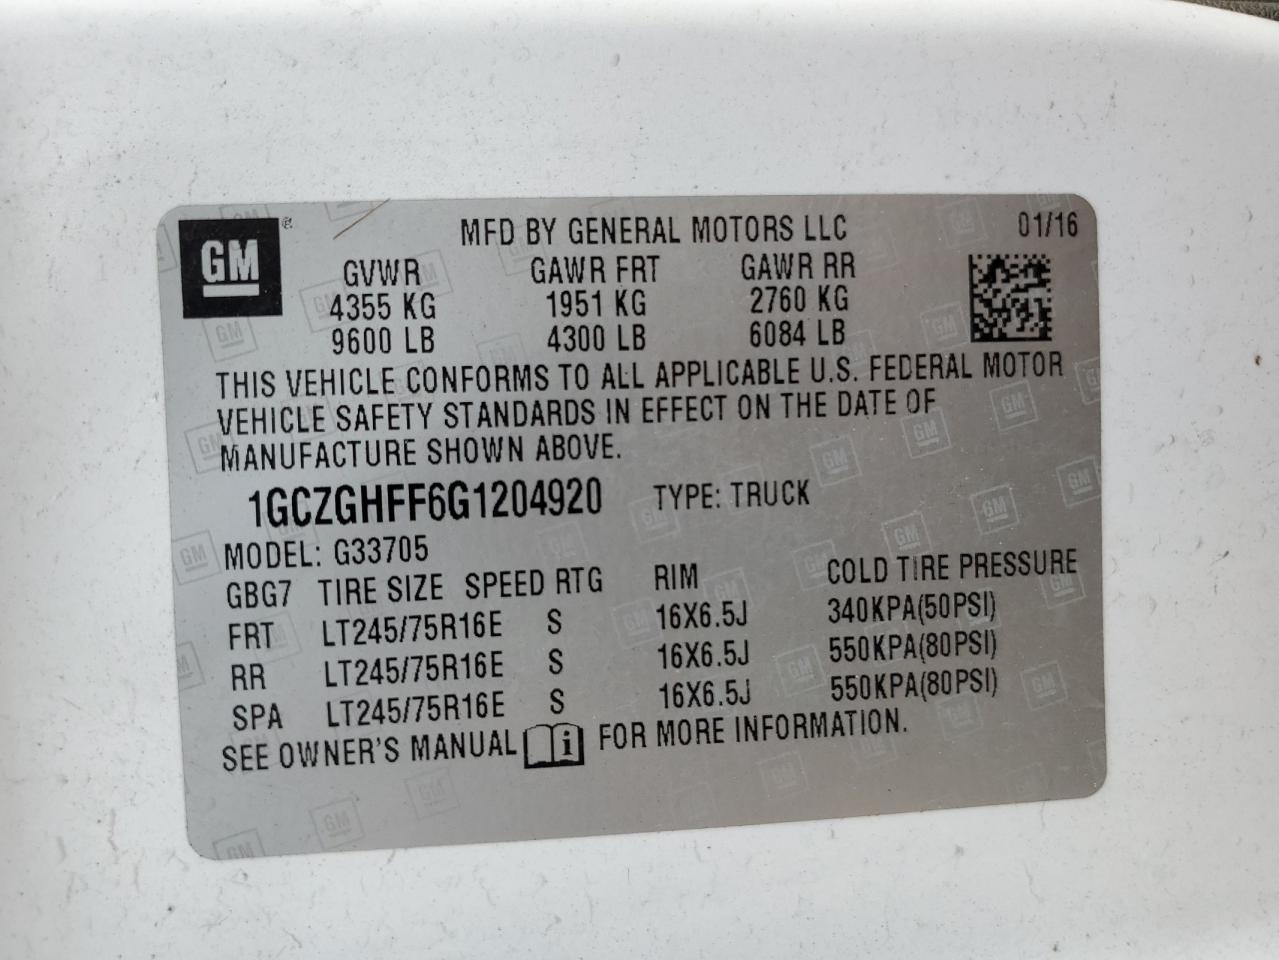 GM ® MFD BY GENERAL MOTORS LLC 01/16
GVWR GAWR FRT GAWR RR
4355 KG 1951 KG 2760 KG
9600 LB 4300 LB 6084 LB
THIS VEHICLE CONFORMS TO ALL APPLICABLE U.S. FEDERAL MOTOR
VEHICLE SAFETY STANDARDS IN EFFECT ON THE DATE OF
MANUFACTURE SHOWN ABOVE.
1GCZGHFF6G1204920 TYPE: TRUCK
MODEL: G33705
GBG7 TIRE SIZE SPEED RTG RIM COLD TIRE PRESSURE
FRT LT245/75R16E S 16X6.5J 340KPA(50PSI)
RR LT245/75R16E S 16X6.5J 550KPA(80PSI)
SPA LT245/75R16E S 16X6.5J 550KPA(80PSI)
SEE OWNER'S MANUAL i FOR MORE INFORMATION.